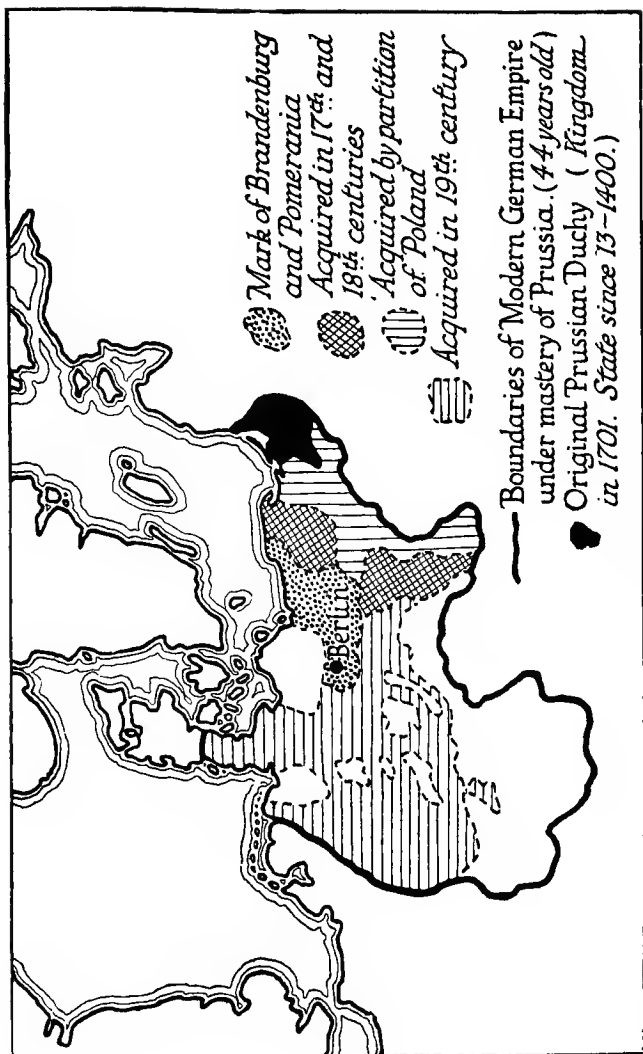 Mark of Brandenburg
and Pomerania
Acquired in 17th and
18th centuries
'Acquired by partition
of Poland
Acquired in 19th century
Boundaries of Modern German Empire
under mastery of Prussia. (44 years old)
Original Prussian Duchy (Kingdom
in 1701. State since 13-1400.)
Berlin